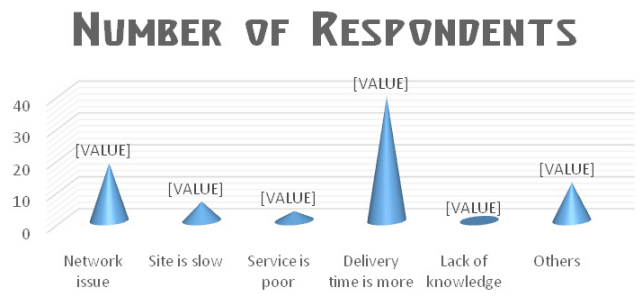 NUMBER OF RESPONDENTS
[VALUE]
40
[VALUE]
30
[VALUE]
[VALUE]
[VALUE]
[VALUE]
20
10
0
Network issue
Site is slow
Service is poor
Delivery time is more
Lack of knowledge
Others